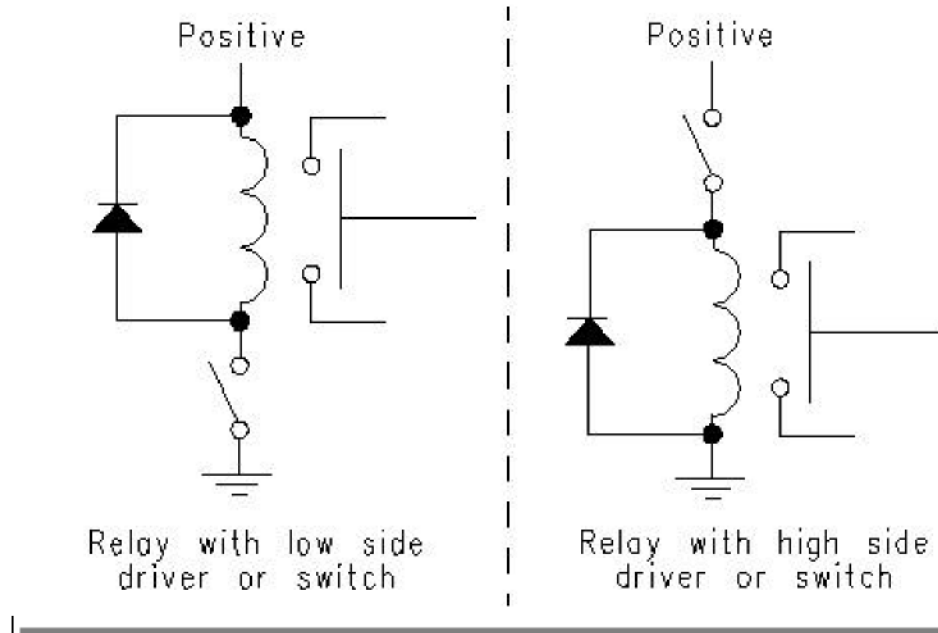 Positive
Relay with low side
driver or switch
Positive
Relay with high side
driver or switch